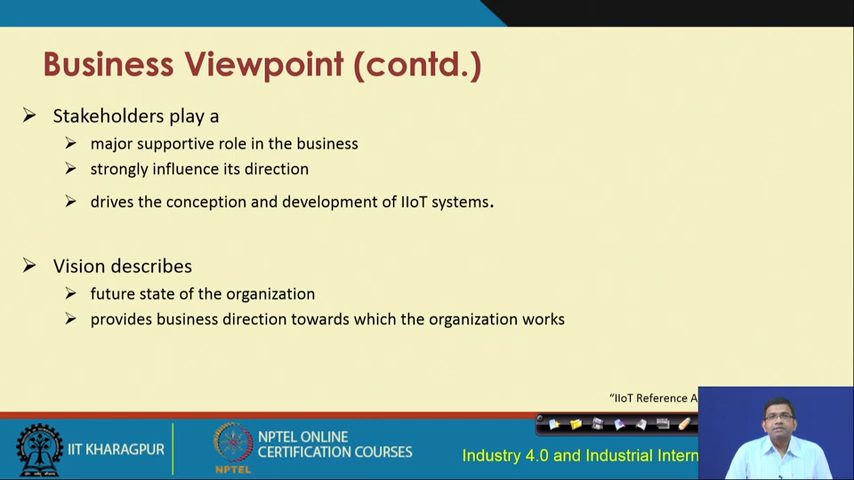 Business Viewpoint (contd.)
Stakeholders play a
major supportive role in the business
strongly influence its direction
drives the conception and development of IIoT systems.
Vision describes
future state of the organization
provides business direction towards which the organization works
"IIoT Reference
IIT KHARAGPUR
NPTEL
NPTEL ONLINE
CERTIFICATION COURSES
Industry 4.0 and Industrial